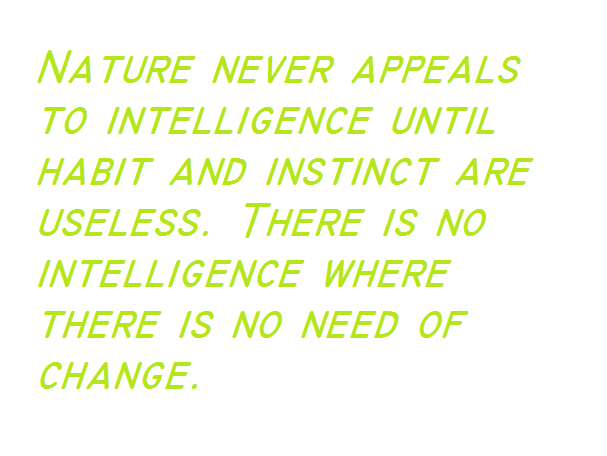 Nature never appeals
to intelligence until
habit and instinct are
useless. There is no
intelligence where
there is no need of
change.